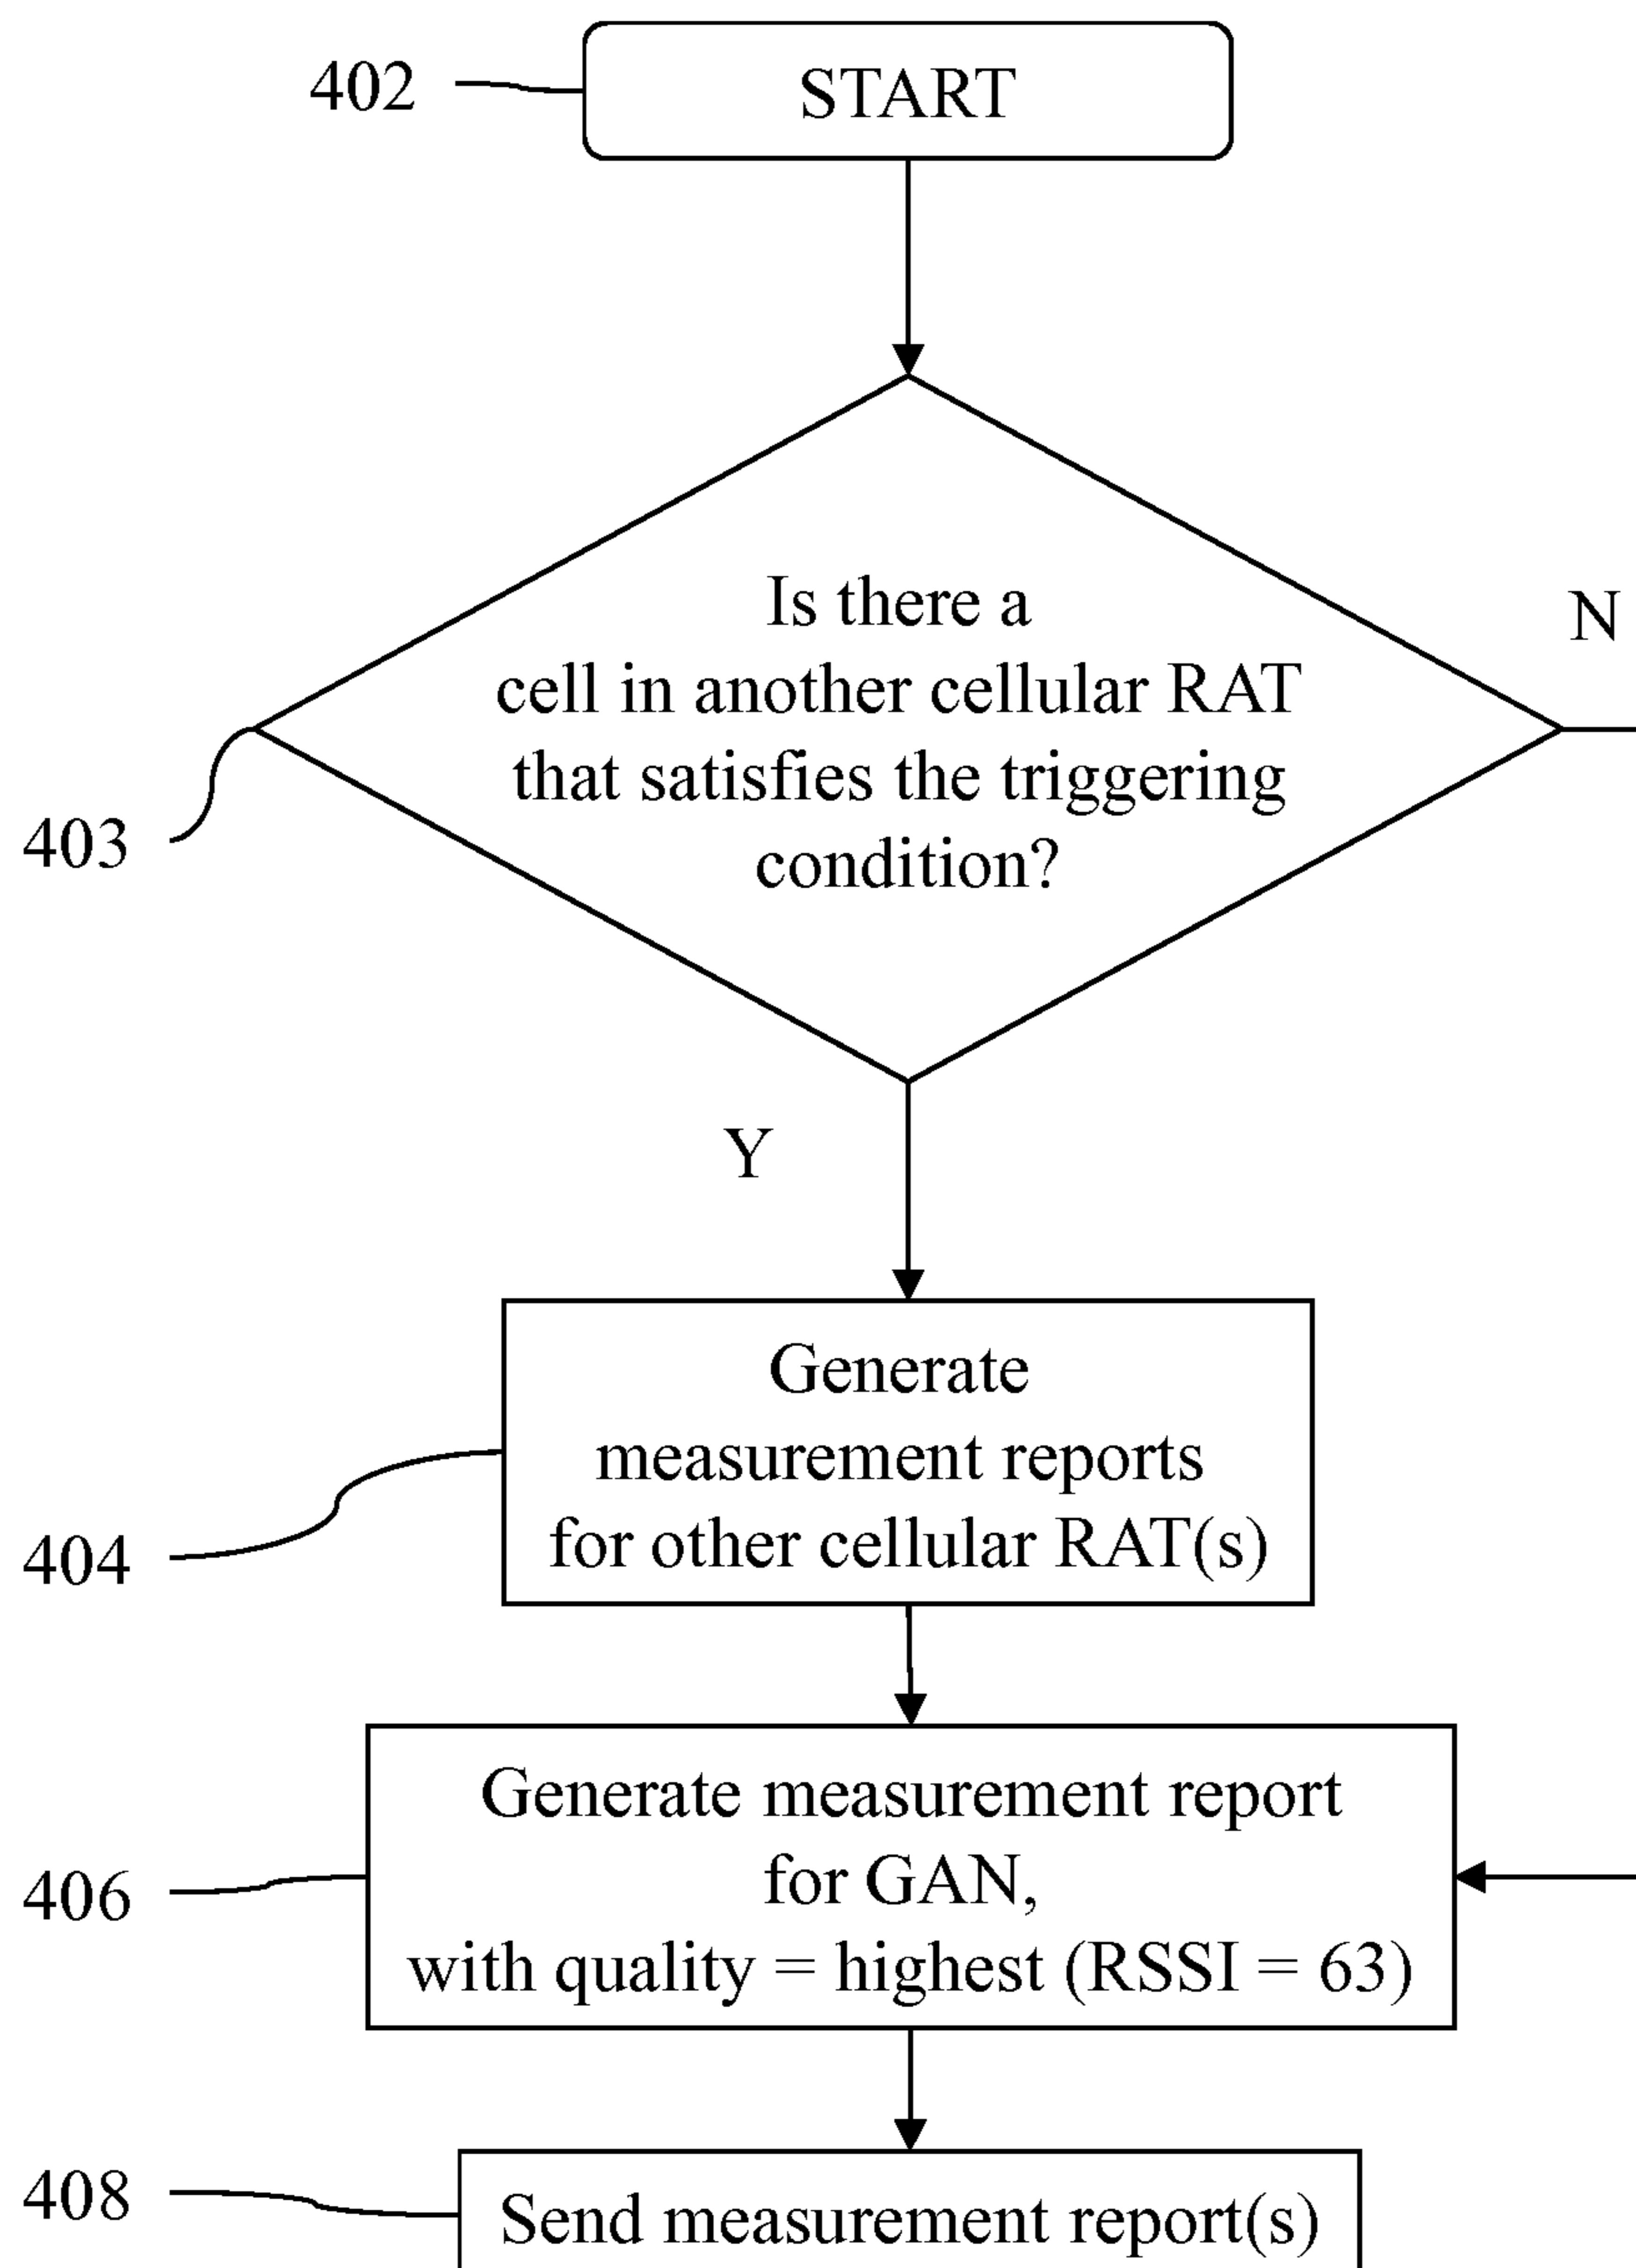 402
START
Is there a
cell in another cellular RAT
that satisfies the triggering
condition?
N
403
Y
Generate
measurement reports
for other cellular RAT(s)
404
Generate measurement report
for GAN,
with quality = highest (RSSI = 63)
406
408
Send measurement report(s)